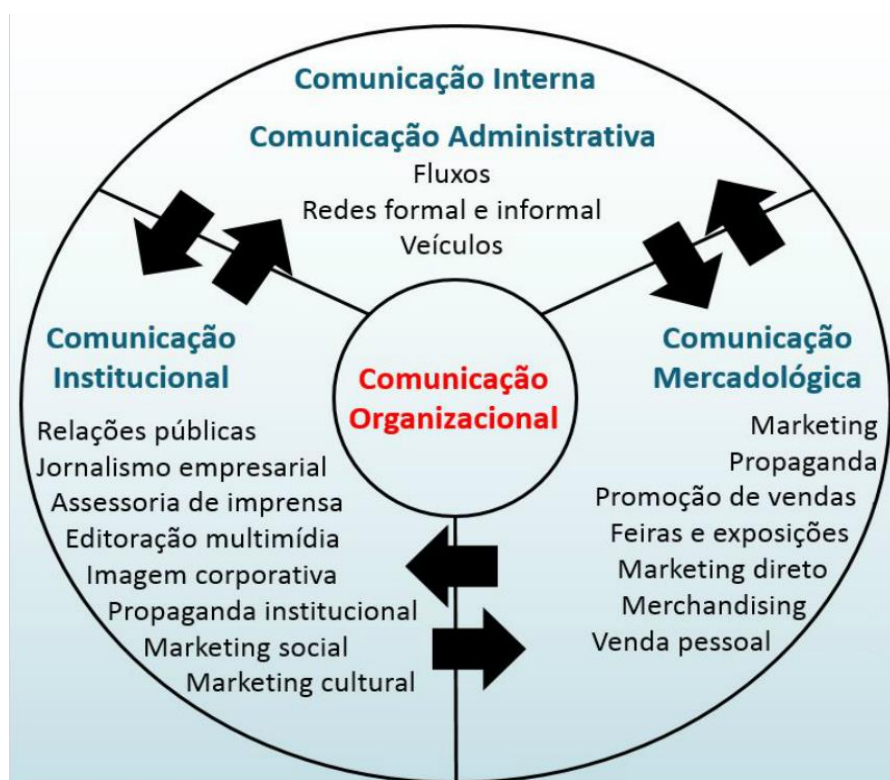 Comunicação Interna
Comunicação Administrativa
Fluxos
Redes formal e informal
Veículos
Comunicação
Institucional
Relações públicas
Jornalismo empresarial
Assessoria de imprensa
Editoração multimídia
Imagem corporativa
Propaganda institucional
Marketing social
Marketing cultural
Comunicação
Organizacional
Comunicação
Mercadológica
Marketing
Propaganda
Promoção de vendas
Feiras e exposições
Marketing direto
Merchandising
Venda pessoal